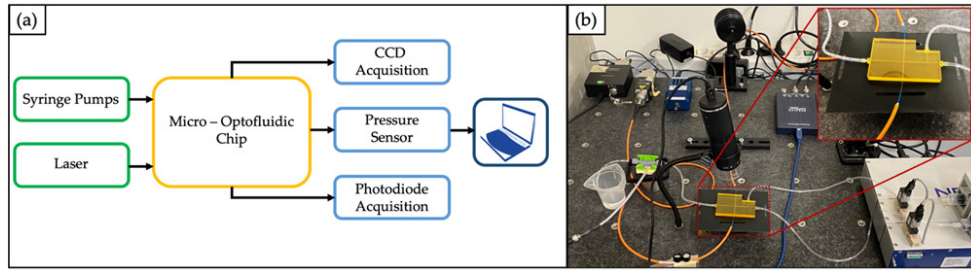 (a)
Syringe Pumps
Laser
Micro – Optofluidic
Chip
CCD
Acquisition
Pressure
Sensor
Photodiode
Acquisition
(b)